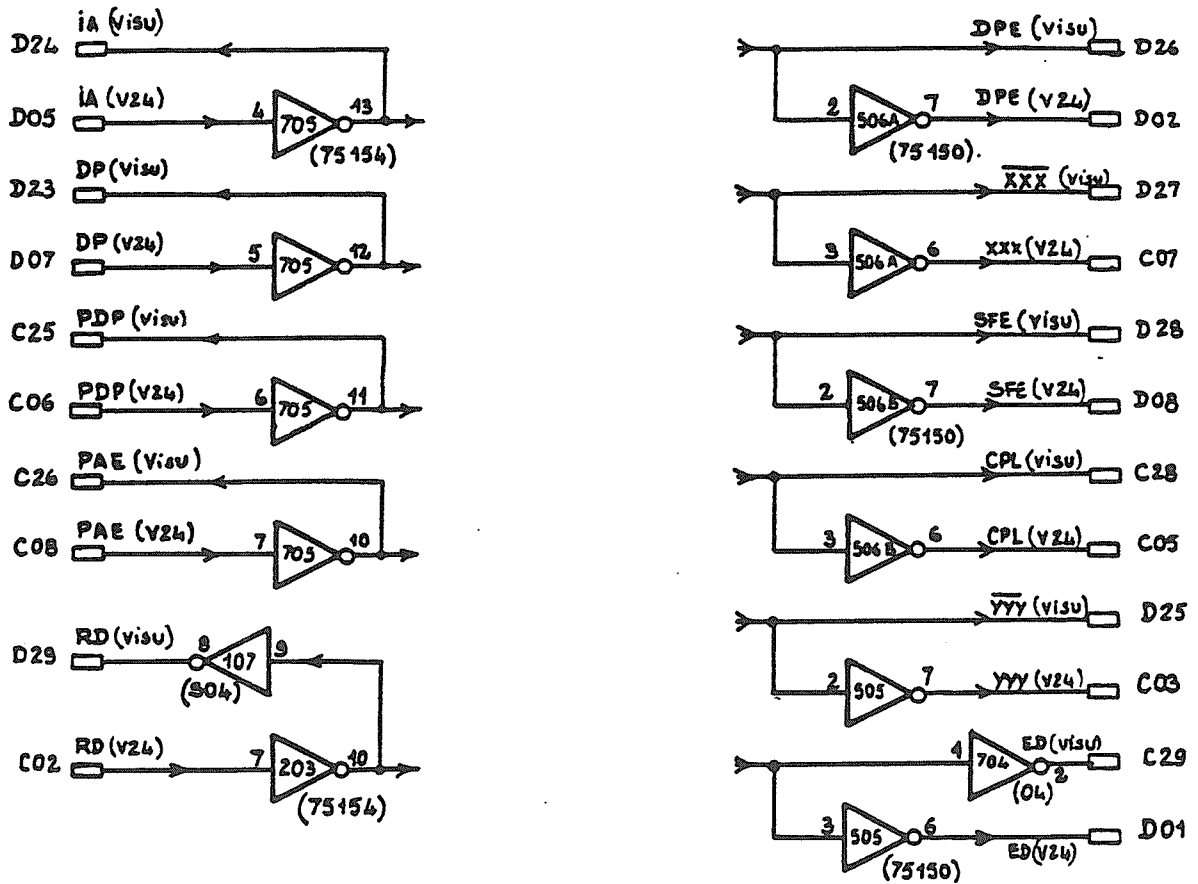 iA (visu)
D24
iA (V24)
D05 4 705 13
(75154)
DP (visu)
D23
DP (V24)
D07 5 705 12
PDP (visu)
C25
PDP (V24)
C06 6 705 11
PAE (visu)
C26
PAE (V24)
C08 7 705 10
RD (visu)
D29 8 107 9
(S04)
RD (V24)
C02 7 203 10
(75154)
DPE (visu)
D26
2 506A 7 DPE (V24) D02
(75150).
XXX (visu)
D27
3 506A 6 XXX (V24) C07
SFE (visu)
D28
2 506B 7 SFE (V24) D08
(75150)
CPL (visu)
C28
3 506B 6 CPL (V24) C05
YYY (visu)
D25
2 505 7 YYY (V24) C03
1 704 2 ED (visu) C29
(04)
3 505 6 ED (V24) D01
(75150)